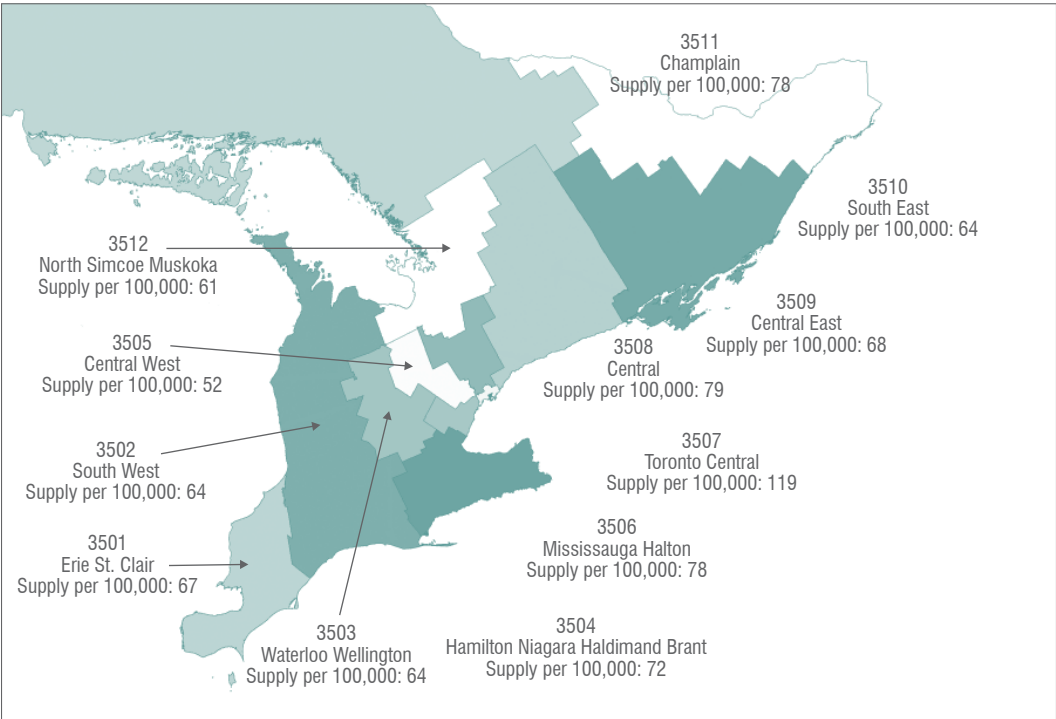 3511
Champlain
Supply per 100,000: 78
3510
South East
Supply per 100,000: 64
3512
North Simcoe Muskoka
Supply per 100,000: 61
3509
Central East
Supply per 100,000: 68
3505
Central West
Supply per 100,000: 52
3508
Central
Supply per 100,000: 79
3502
South West
Supply per 100,000: 64
3507
Toronto Central
Supply per 100,000: 119
3501
Erie St. Clair
Supply per 100,000: 67
3506
Mississauga Halton
Supply per 100,000: 78
3503
Waterloo Wellington
Supply per 100,000: 64
3504
Hamilton Niagara Haldimand Brant
Supply per 100,000: 72